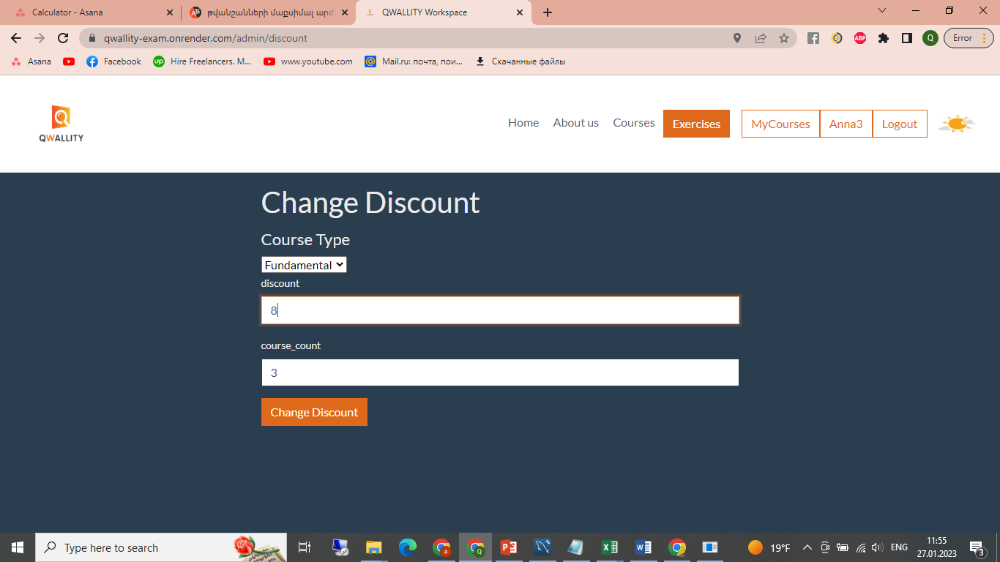 Calculator - Asana
թվանշանների մաքսիմալ արժ
QWALLITY Workspace
qwallity-exam.onrender.com/admin/discount
ABP
Q
Error
Asana
Facebook
up
Hire Freelancers. M...
www.youtube.com
Mail.ru: почта, пои...
Скачанные файлы
QWALLITY
Home
About us
Courses
Exercises
MyCourses
Anna3
Logout
Change Discount
Course Type
Fundamental
discount
8
course_count
3
Change Discount
Type here to search
19°F
ENG
11:55
27.01.2023
3